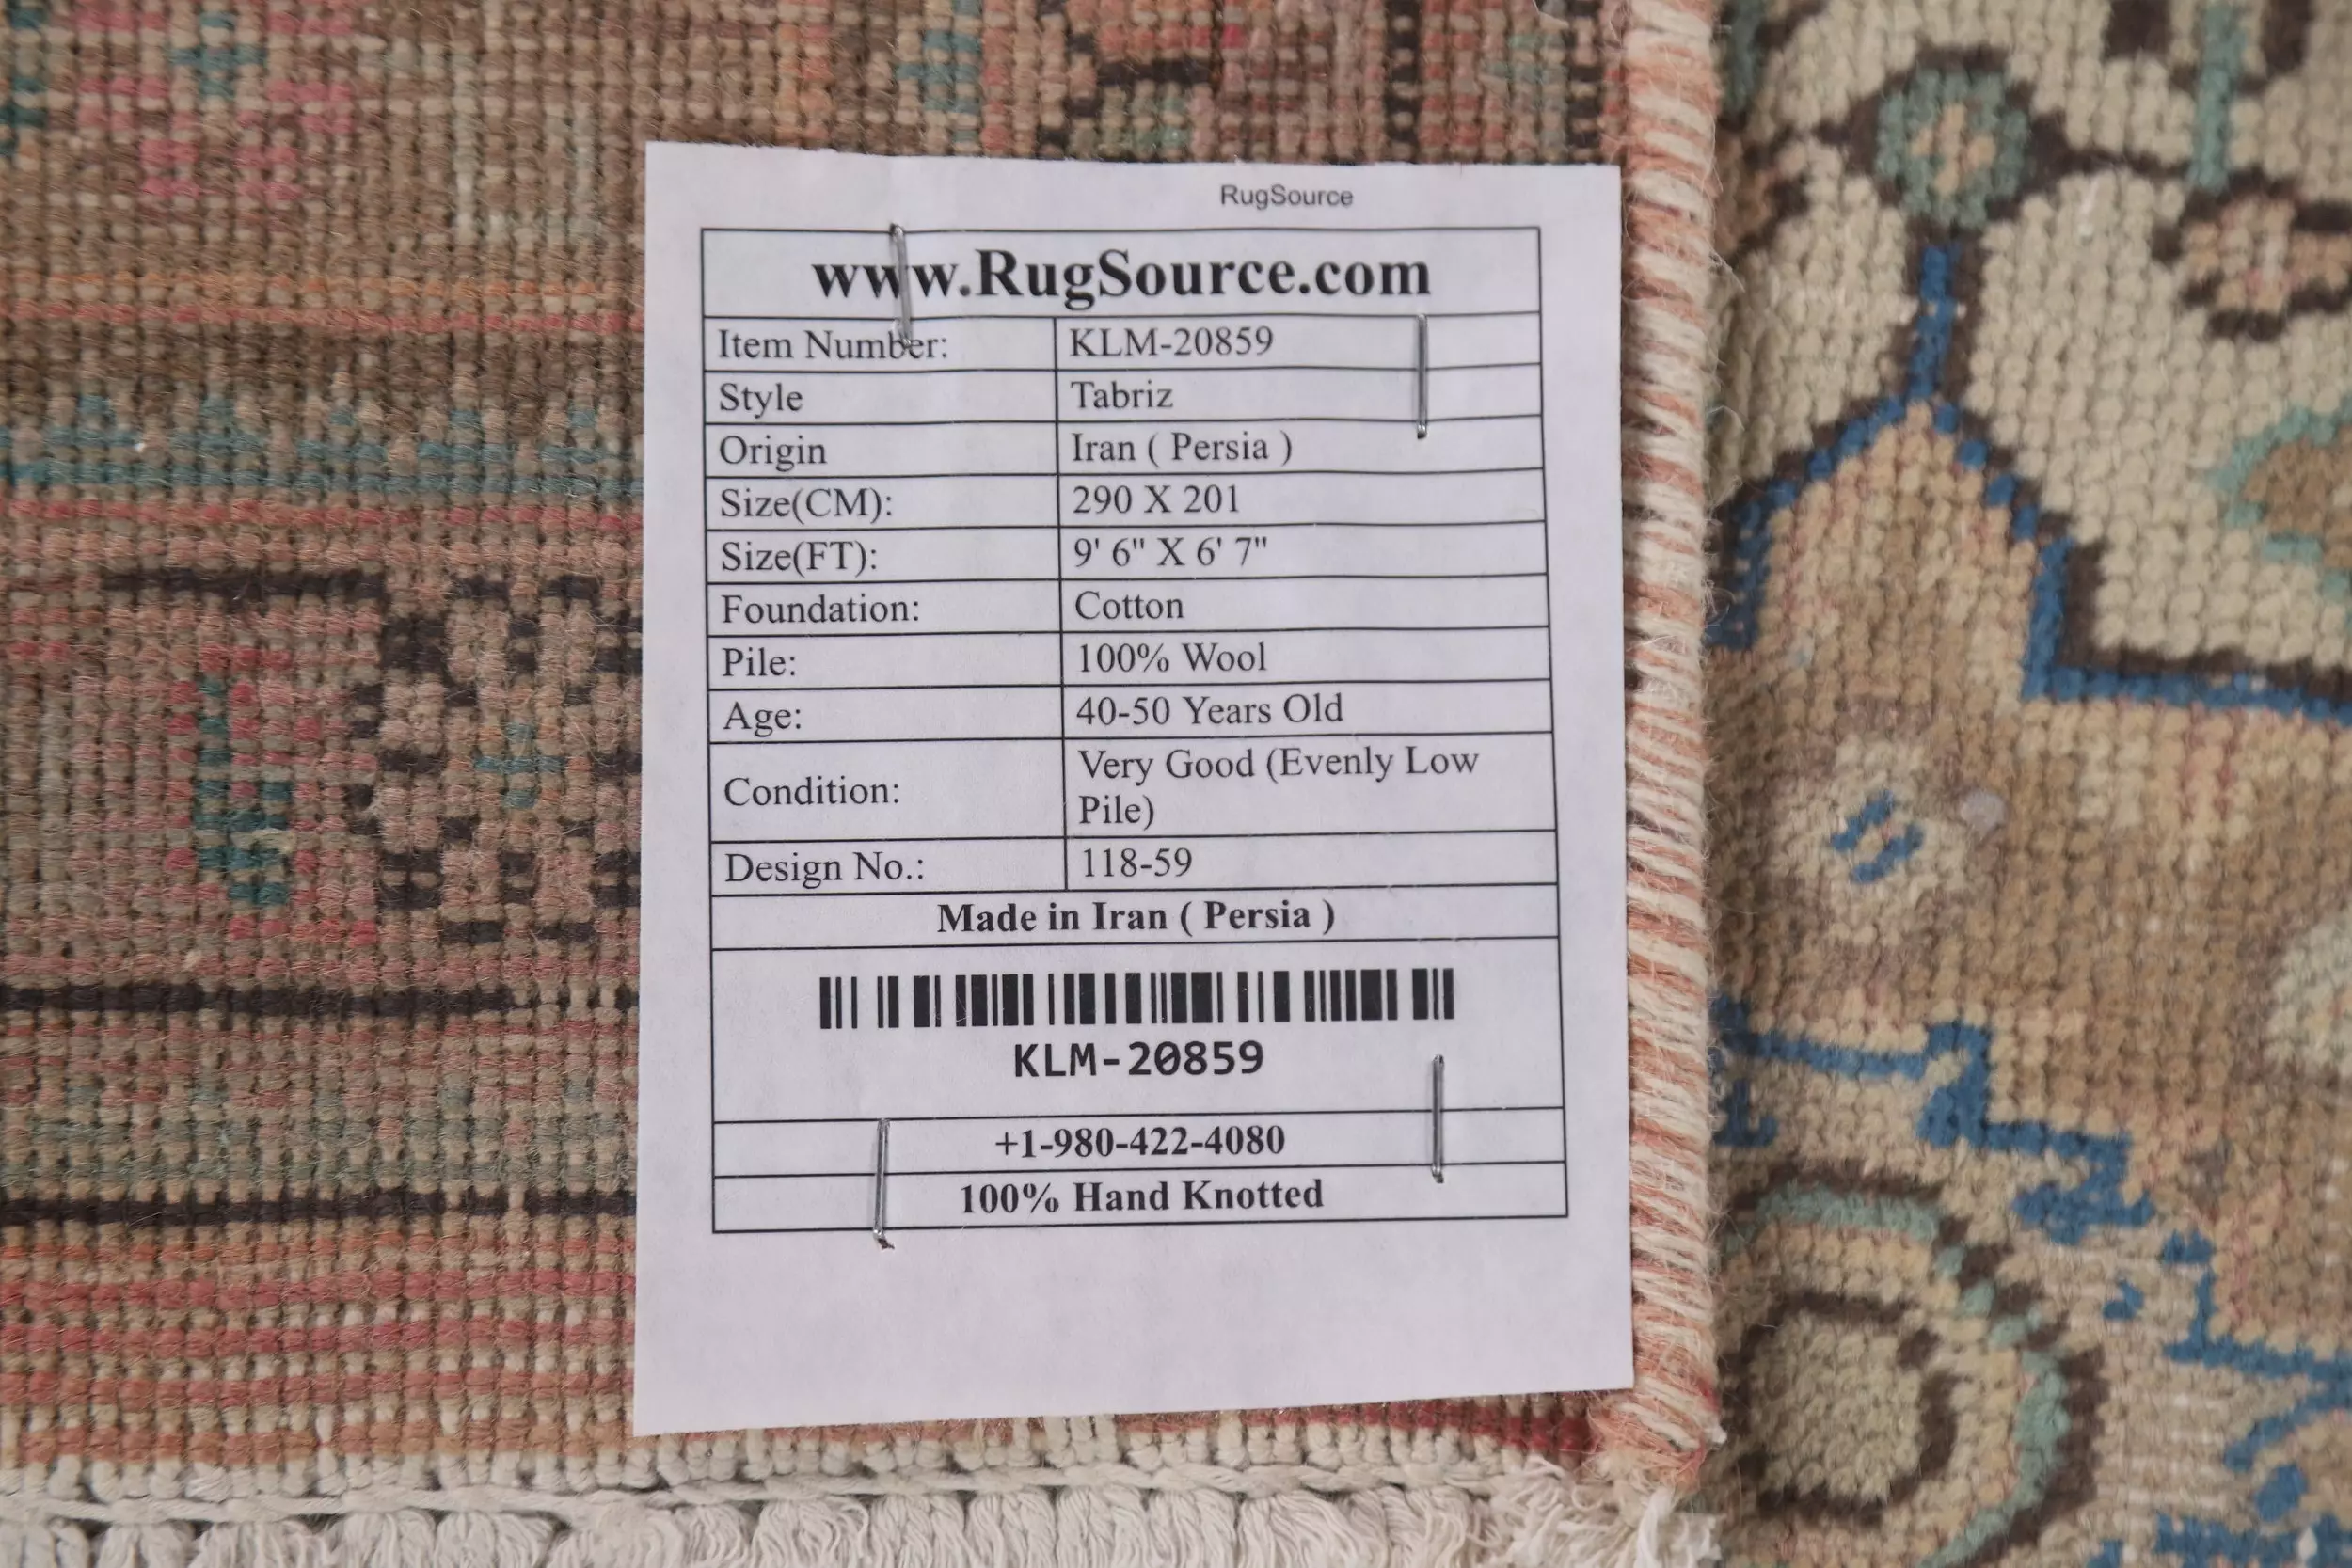 RugSource
www.RugSource.com
Item Number: KLM-20859
Style Tabriz
Origin Iran ( Persia )
Size(CM): 290 X 201
Size(FT): 9' 6" X 6' 7"
Foundation: Cotton
Pile: 100% Wool
Age: 40-50 Years Old
Condition: Very Good (Evenly Low
Pile)
Design No.: 118-59
Made in Iran ( Persia )
KLM-20859
+1-980-422-4080
100% Hand Knotted